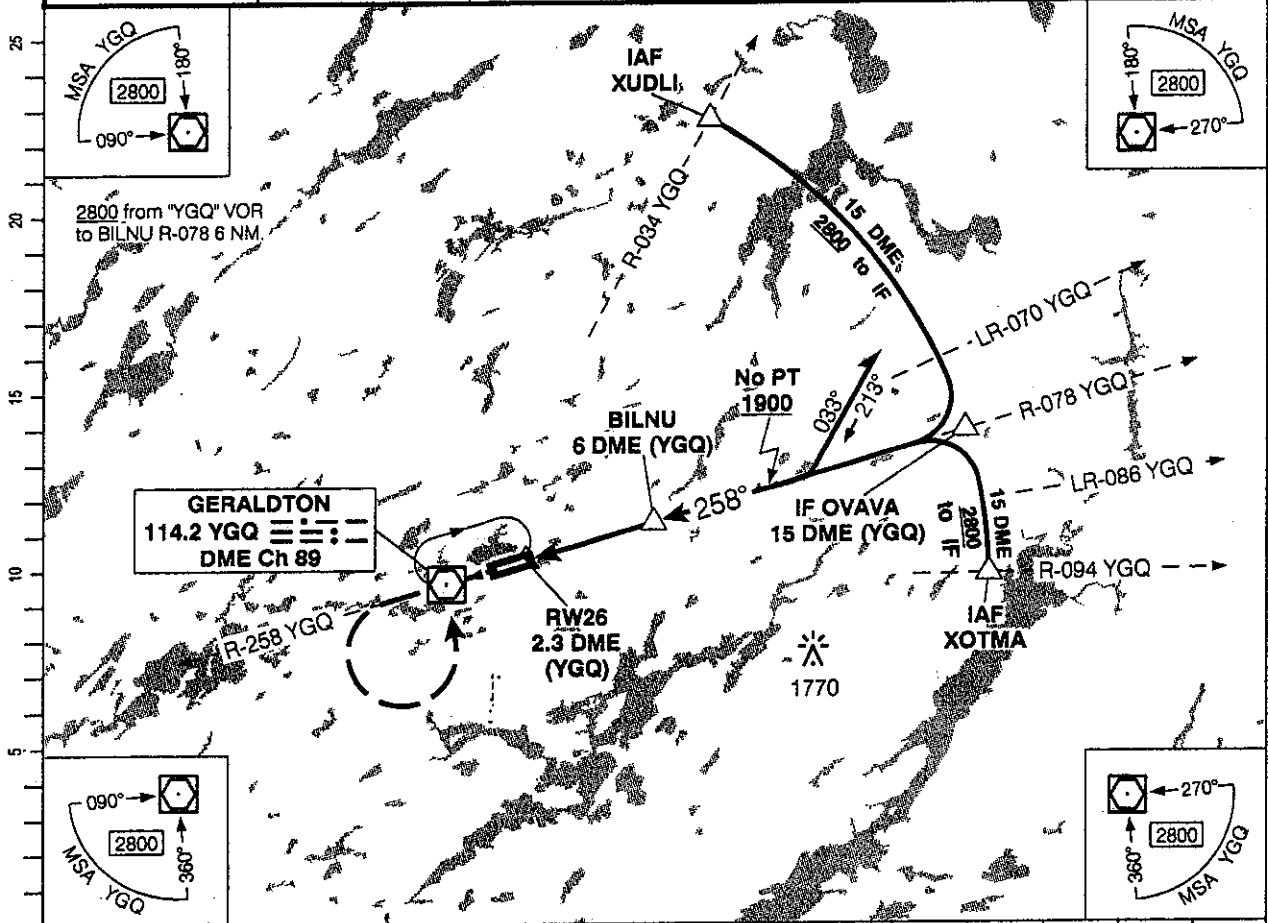 25
20
15
10
5
MSA YGQ
2800
180°
090°
MSA YGQ
2800
180°
270°
2800 from "YGQ" VOR
to BILNU R-078 6 NM.
IAF
XUDLI
R-034 YGQ
15 DME
2800 to IF
LR-070 YGQ
R-078 YGQ
LR-086 YGQ
R-094 YGQ
No PT
1900
033°
213°
BILNU
6 DME (YGQ)
258°
IF OVAVA
15 DME (YGQ)
15 DME
2800
to IF
IAF
XOTMA
GERALDTON
114.2 YGQ
DME Ch 89
R-258 YGQ
RW26
2.3 DME
(YGQ)
1770
090°
2800
360°
MSA YGQ
270°
2800
360°
MSA YGQ